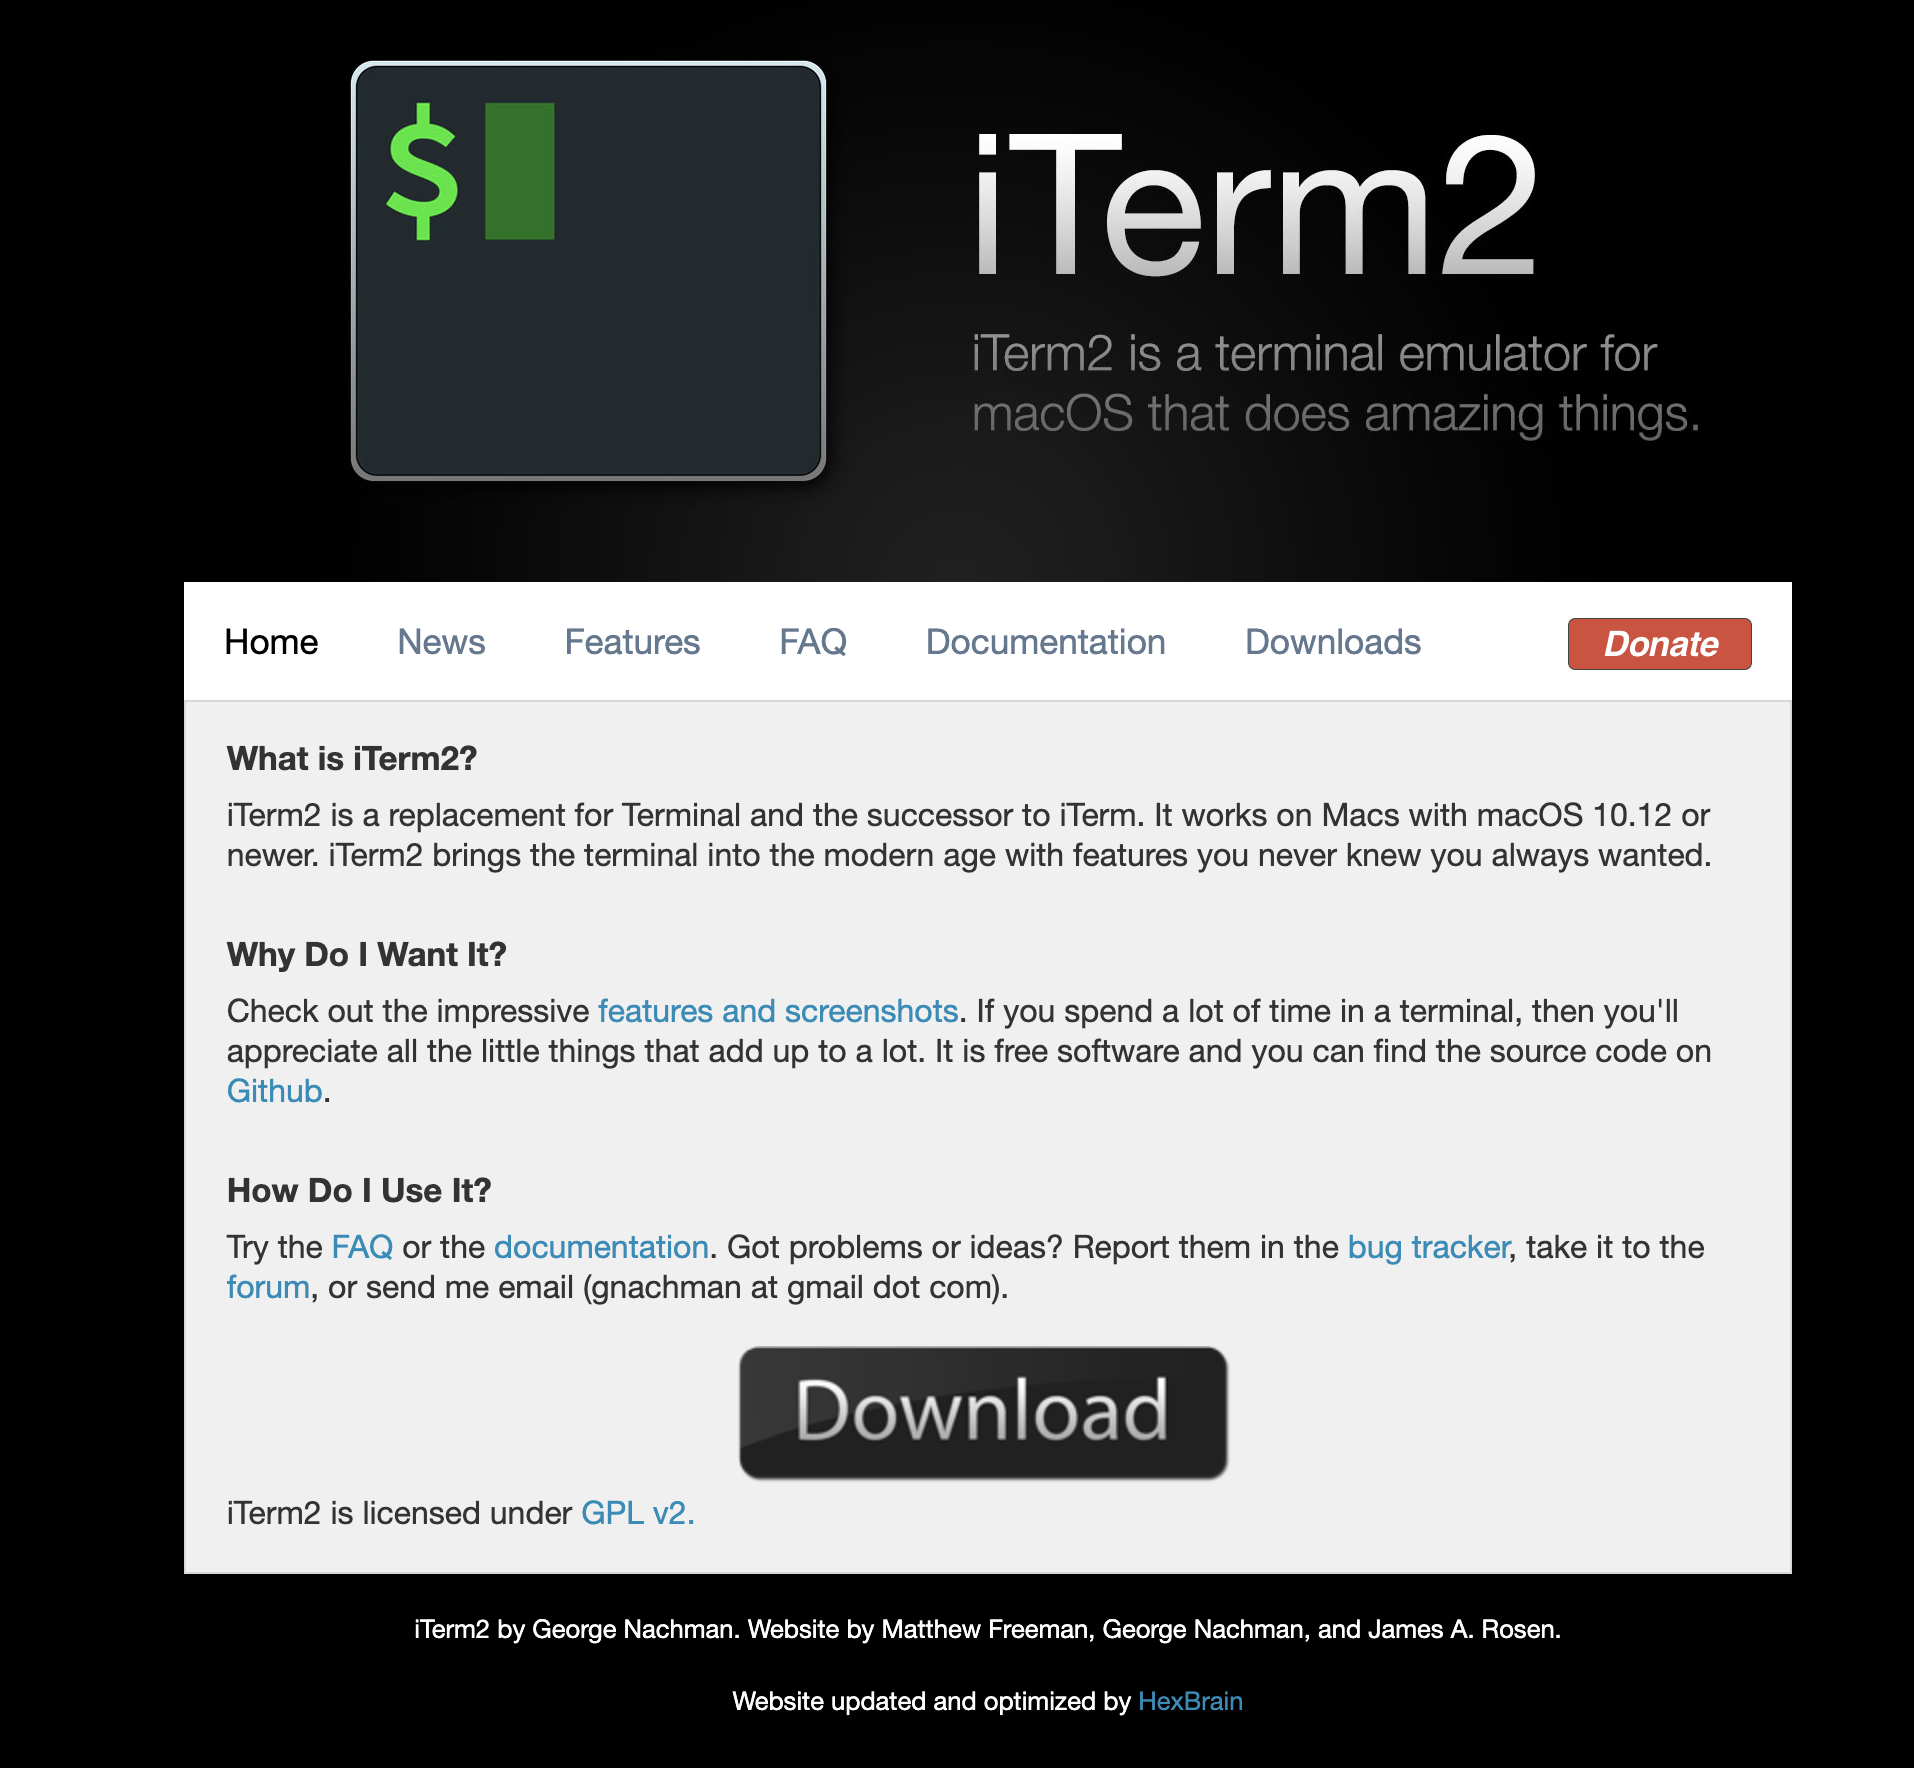 $
iTerm2
iTerm2 is a terminal emulator for
macOS that does amazing things.
Home News Features FAQ Documentation Downloads Donate
What is iTerm2?
iTerm2 is a replacement for Terminal and the successor to iTerm. It works on Macs with macOS 10.12 or
newer. iTerm2 brings the terminal into the modern age with features you never knew you always wanted.
Why Do I Want It?
Check out the impressive features and screenshots. If you spend a lot of time in a terminal, then you'll
appreciate all the little things that add up to a lot. It is free software and you can find the source code on
Github.
How Do I Use It?
Try the FAQ or the documentation. Got problems or ideas? Report them in the bug tracker, take it to the
forum, or send me email (gnachman at gmail dot com).
Download
iTerm2 is licensed under GPL v2.
iTerm2 by George Nachman. Website by Matthew Freeman, George Nachman, and James A. Rosen.
Website updated and optimized by HexBrain